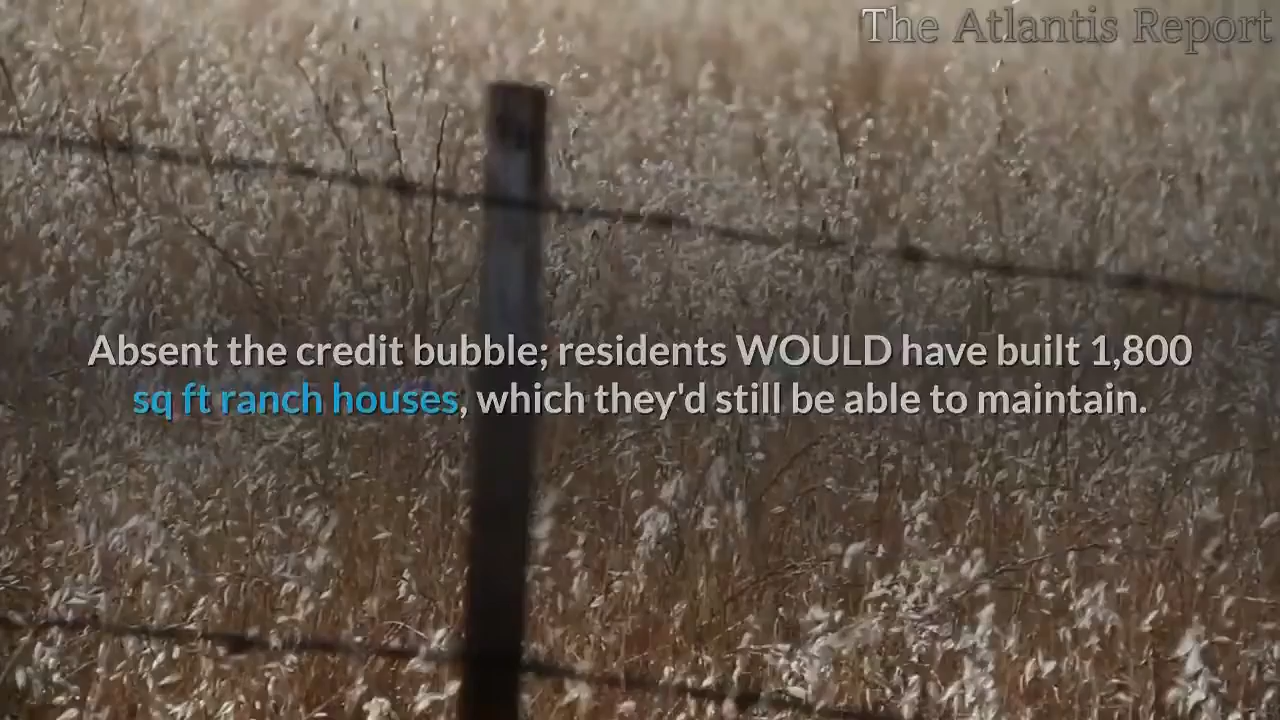 The Atlantis Report
Absent the credit bubble; residents WOULD have built 1,800
sq ft ranch houses, which they'd still be able to maintain.